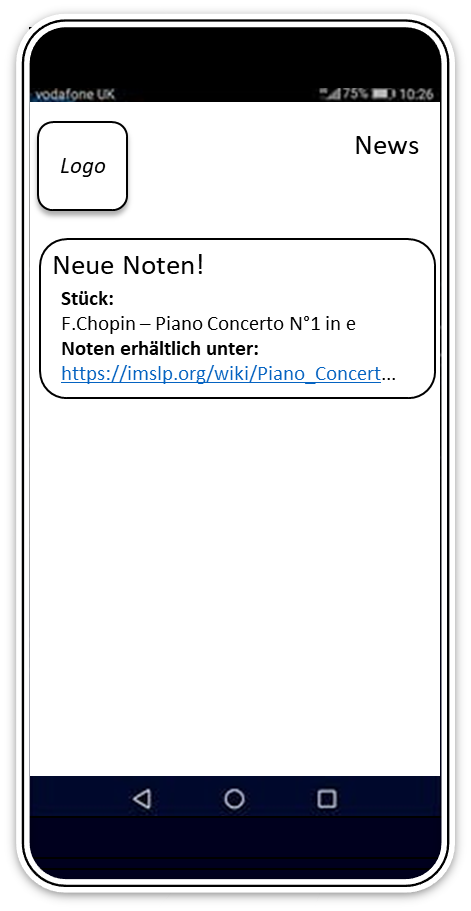 vodafone UK 75% 10:26
Logo
News
Neue Noten!
Stück:
F.Chopin – Piano Concerto N°1 in e
Noten erhältlich unter:
https://imslp.org/wiki/Piano_Concert...